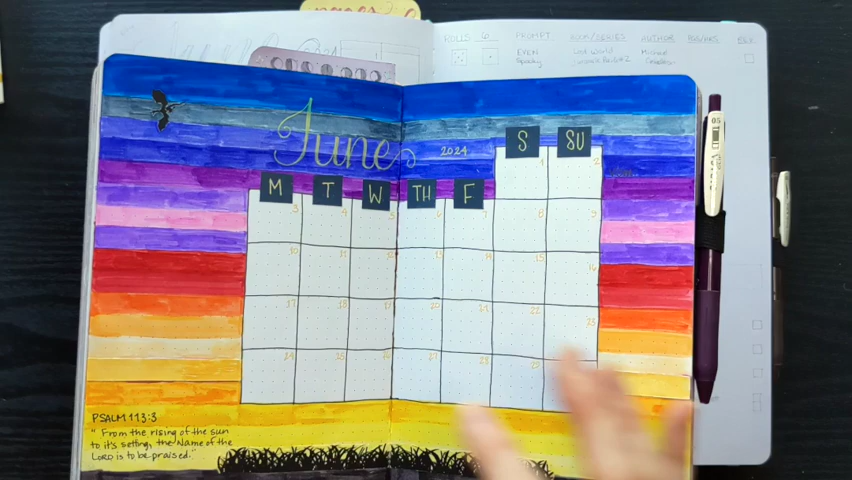 ROLLS 6 PROMPT BOOK/SERIES AUTHOR
EVEN Lost World Michael
Spooky Jurassic Park #2 Crichton
June 2024
S SU
1 2
M T W TH F
3 4 5 6 7 8 9
10 11 12 13 14 15 16
17 18 19 20 21 22 23
24 25 26 27 28 29
PSALM 113:3
"From the rising of the sun
to it's setting, the Name of the
LORD is to be praised."